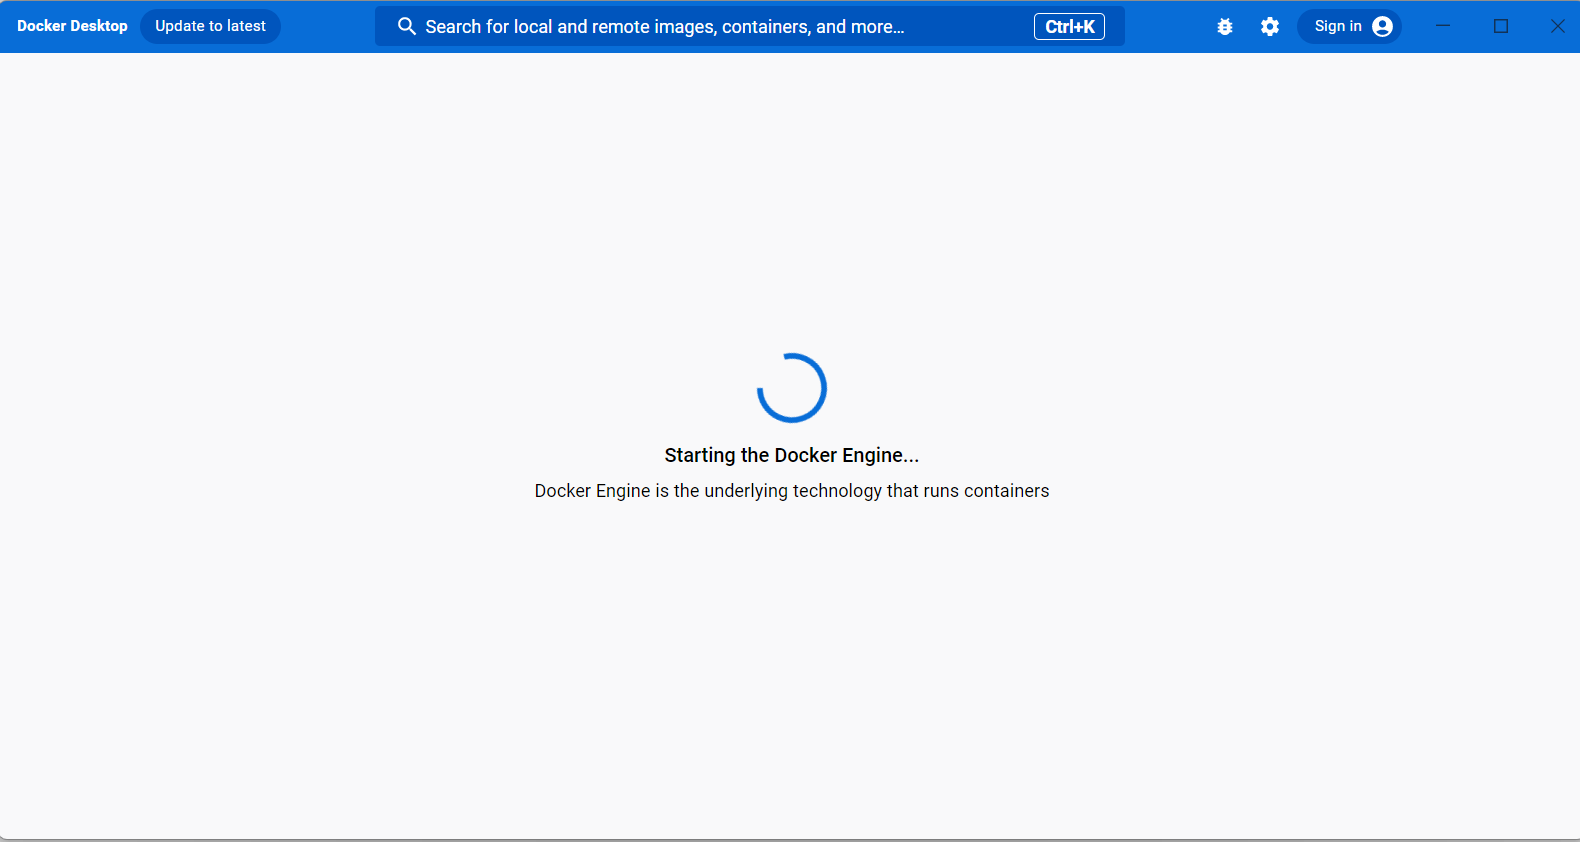 Docker Desktop Update to latest Search for local and remote images, containers, and more... Ctrl+K Sign in
Starting the Docker Engine...
Docker Engine is the underlying technology that runs containers